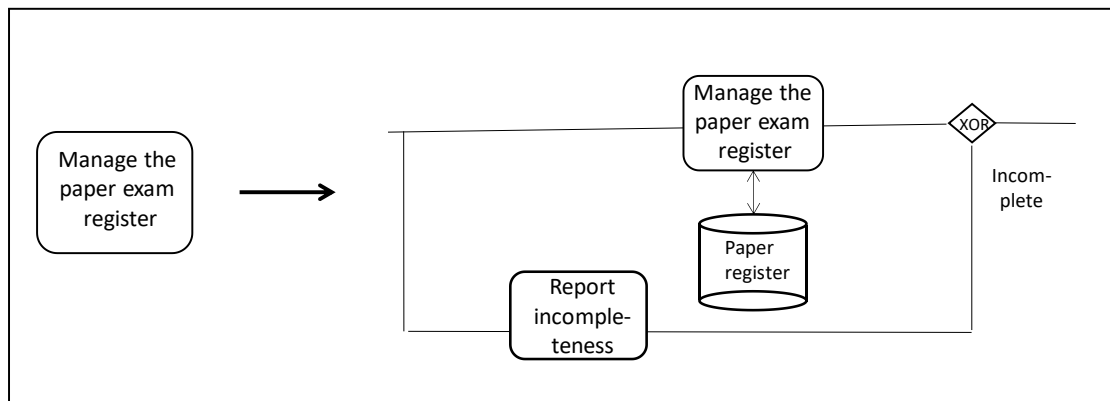 Manage the
paper exam
register
Manage the
paper exam
register
XOR
Incom-
plete
Paper
register
Report
incomple-
teness